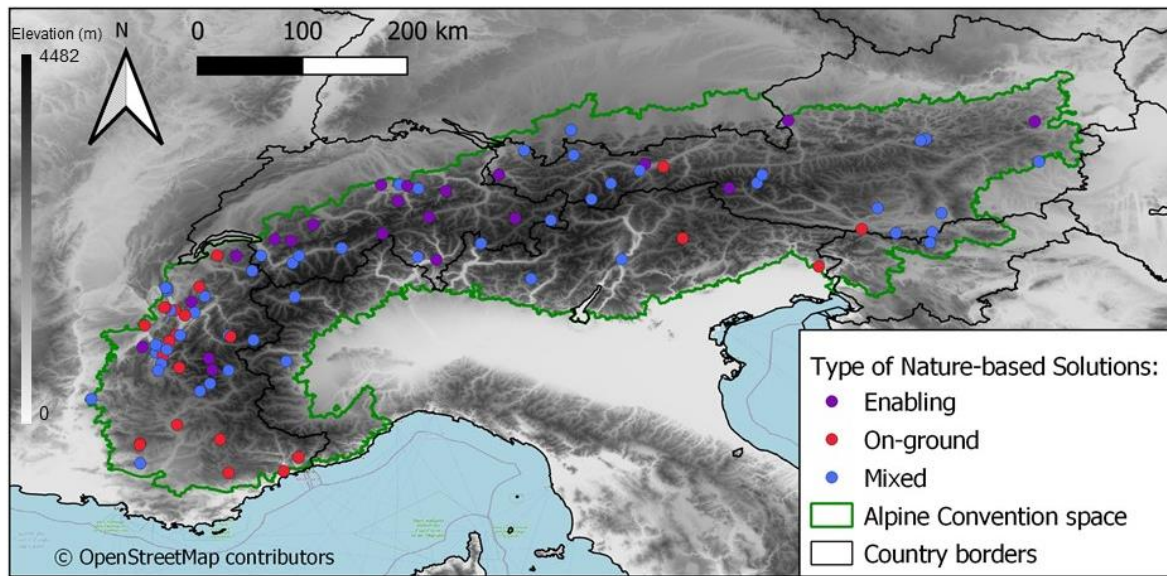 Elevation (m)
4482
0
N
0 100 200 km
Type of Nature-based Solutions:
Enabling
On-ground
Mixed
Alpine Convention space
Country borders
© OpenStreetMap contributors